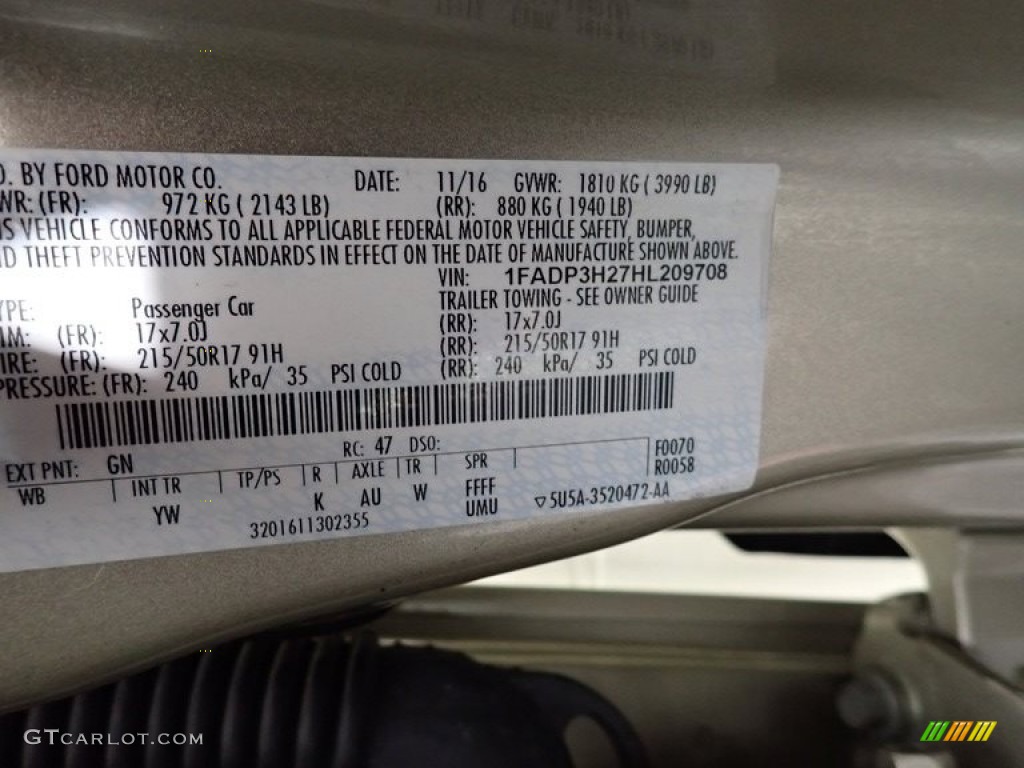 D. BY FORD MOTOR CO. DATE: 11/16 GVWR: 1810 KG ( 3990 LB)
WR: (FR): 972 KG ( 2143 LB) (RR): 880 KG ( 1940 LB)
IS VEHICLE CONFORMS TO ALL APPLICABLE FEDERAL MOTOR VEHICLE SAFETY, BUMPER,
ND THEFT PREVENTION STANDARDS IN EFFECT ON THE DATE OF MANUFACTURE SHOWN ABOVE.
VIN: 1FADP3H27HL209708
YPE: Passenger Car TRAILER TOWING - SEE OWNER GUIDE
IM: (FR): 17x7.0J (RR): 17x7.0J
IRE: (FR): 215/50R17 91H (RR): 215/50R17 91H
PRESSURE: (FR): 240 kPa/ 35 PSI COLD (RR): 240 kPa/ 35 PSI COLD
EXT PNT: GN RC: 47 DSO: F0070
WB INT TR TP/PS R AXLE TR SPR R0058
YW K AU W FFFF
UMU ▽5U5A-3520472-AA
3201611302355
GTCARLOT.COM